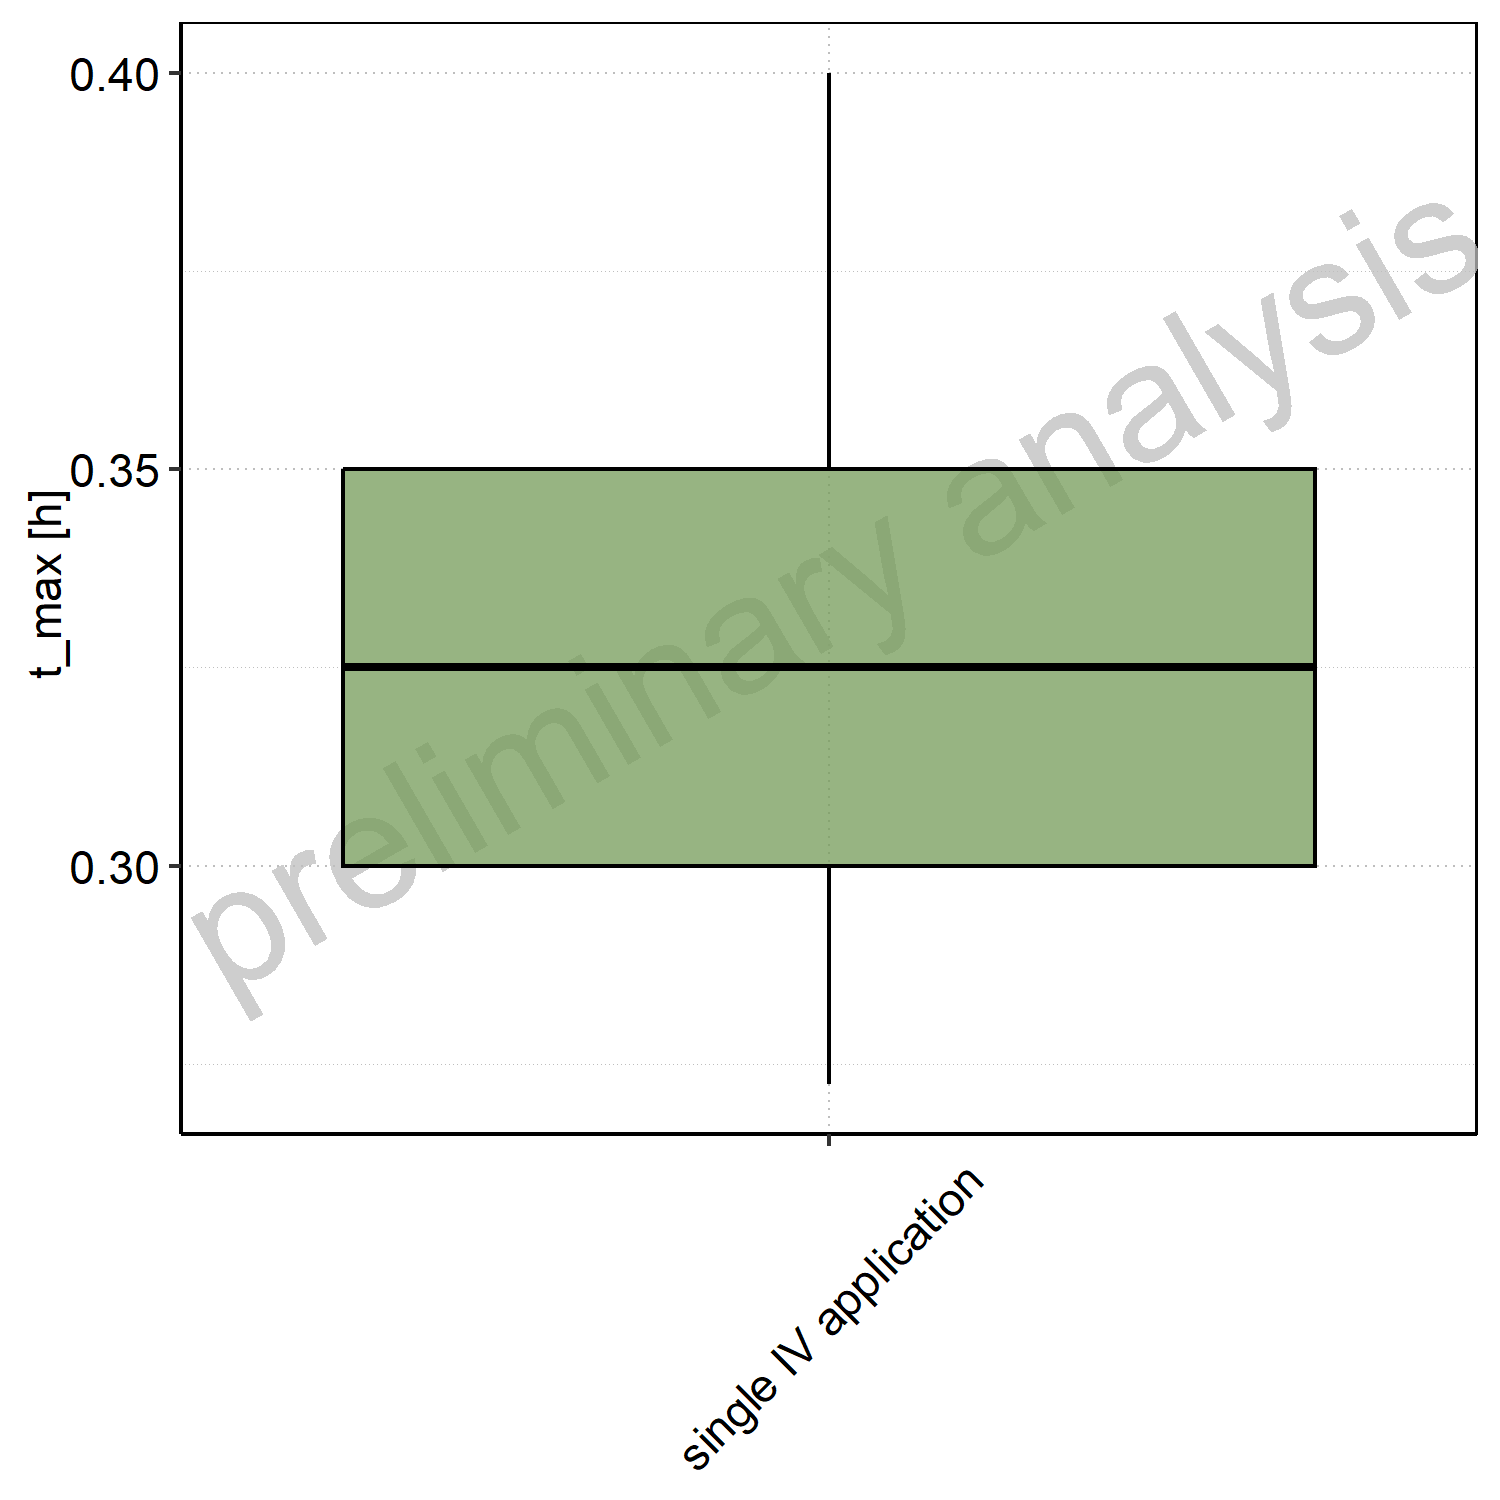 0.40
0.35
0.30
t_max [h]
preliminary analysis
single IV application